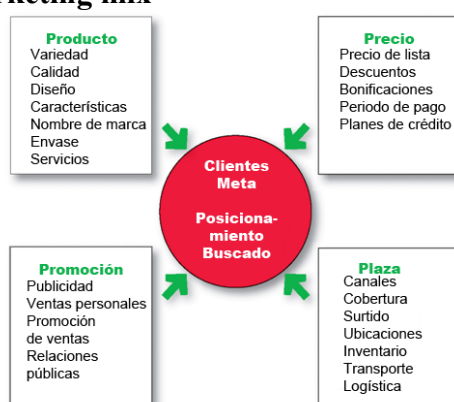 marketing mix
Producto
Variedad
Calidad
Diseño
Características
Nombre de marca
Envase
Servicios
Precio
Precio de lista
Descuentos
Bonificaciones
Periodo de pago
Planes de crédito
Clientes
Meta
Posiciona-
miento
Buscado
Promoción
Publicidad
Ventas personales
Promoción
de ventas
Relaciones
públicas
Plaza
Canales
Cobertura
Surtido
Ubicaciones
Inventario
Transporte
Logística